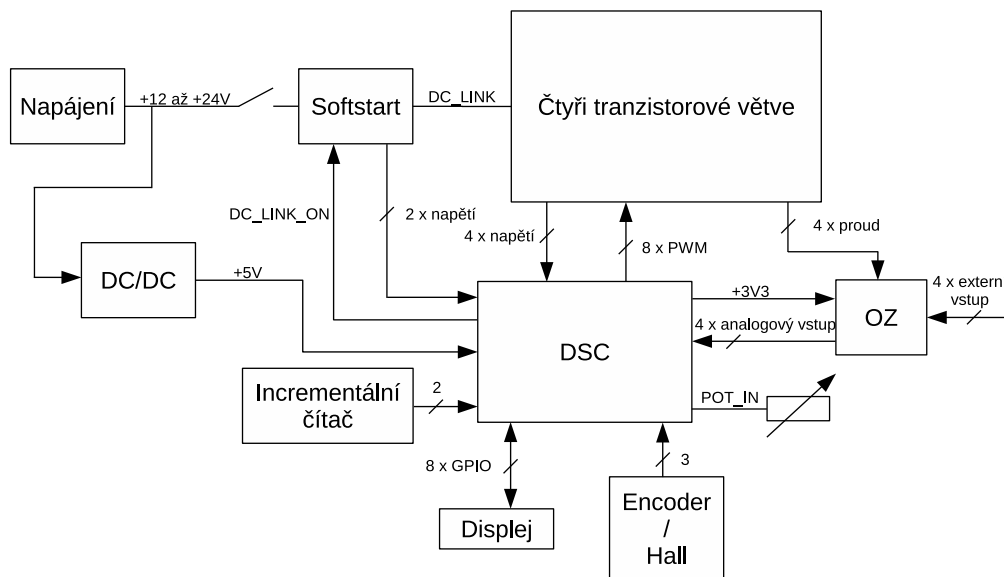 Napájení
+12 až +24V
Softstart
DC_LINK
Čtyři tranzistorové větve
DC_LINK_ON
2 x napětí
4 x napětí
8 x PWM
4 x proud
DC/DC
+5V
DSC
+3V3
4 x analogový vstup
OZ
4 x extern
vstup
Incrementální
čítač
2
POT_IN
8 x GPIO
3
Displej
Encoder
/
Hall